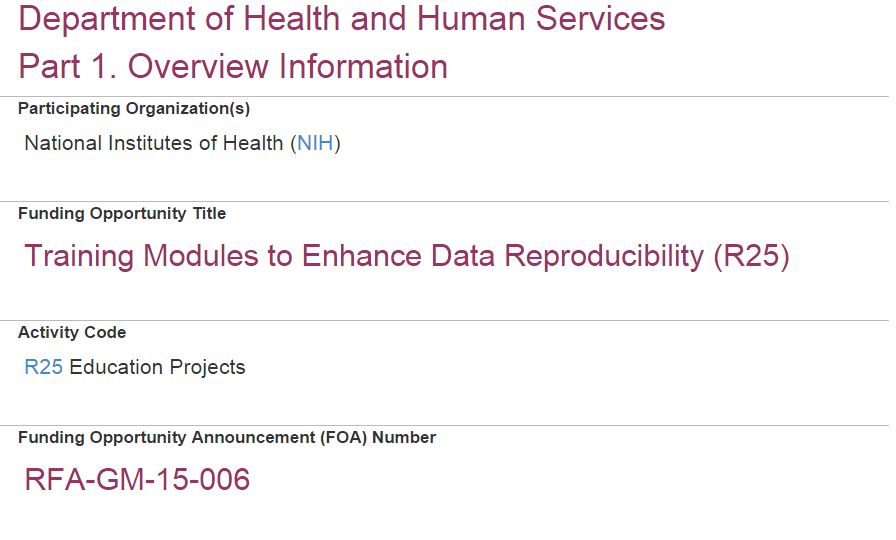 Department of Health and Human Services
Part 1. Overview Information
Participating Organization(s)
National Institutes of Health (NIH)
Funding Opportunity Title
Training Modules to Enhance Data Reproducibility (R25)
Activity Code
R25 Education Projects
Funding Opportunity Announcement (FOA) Number
RFA-GM-15-006